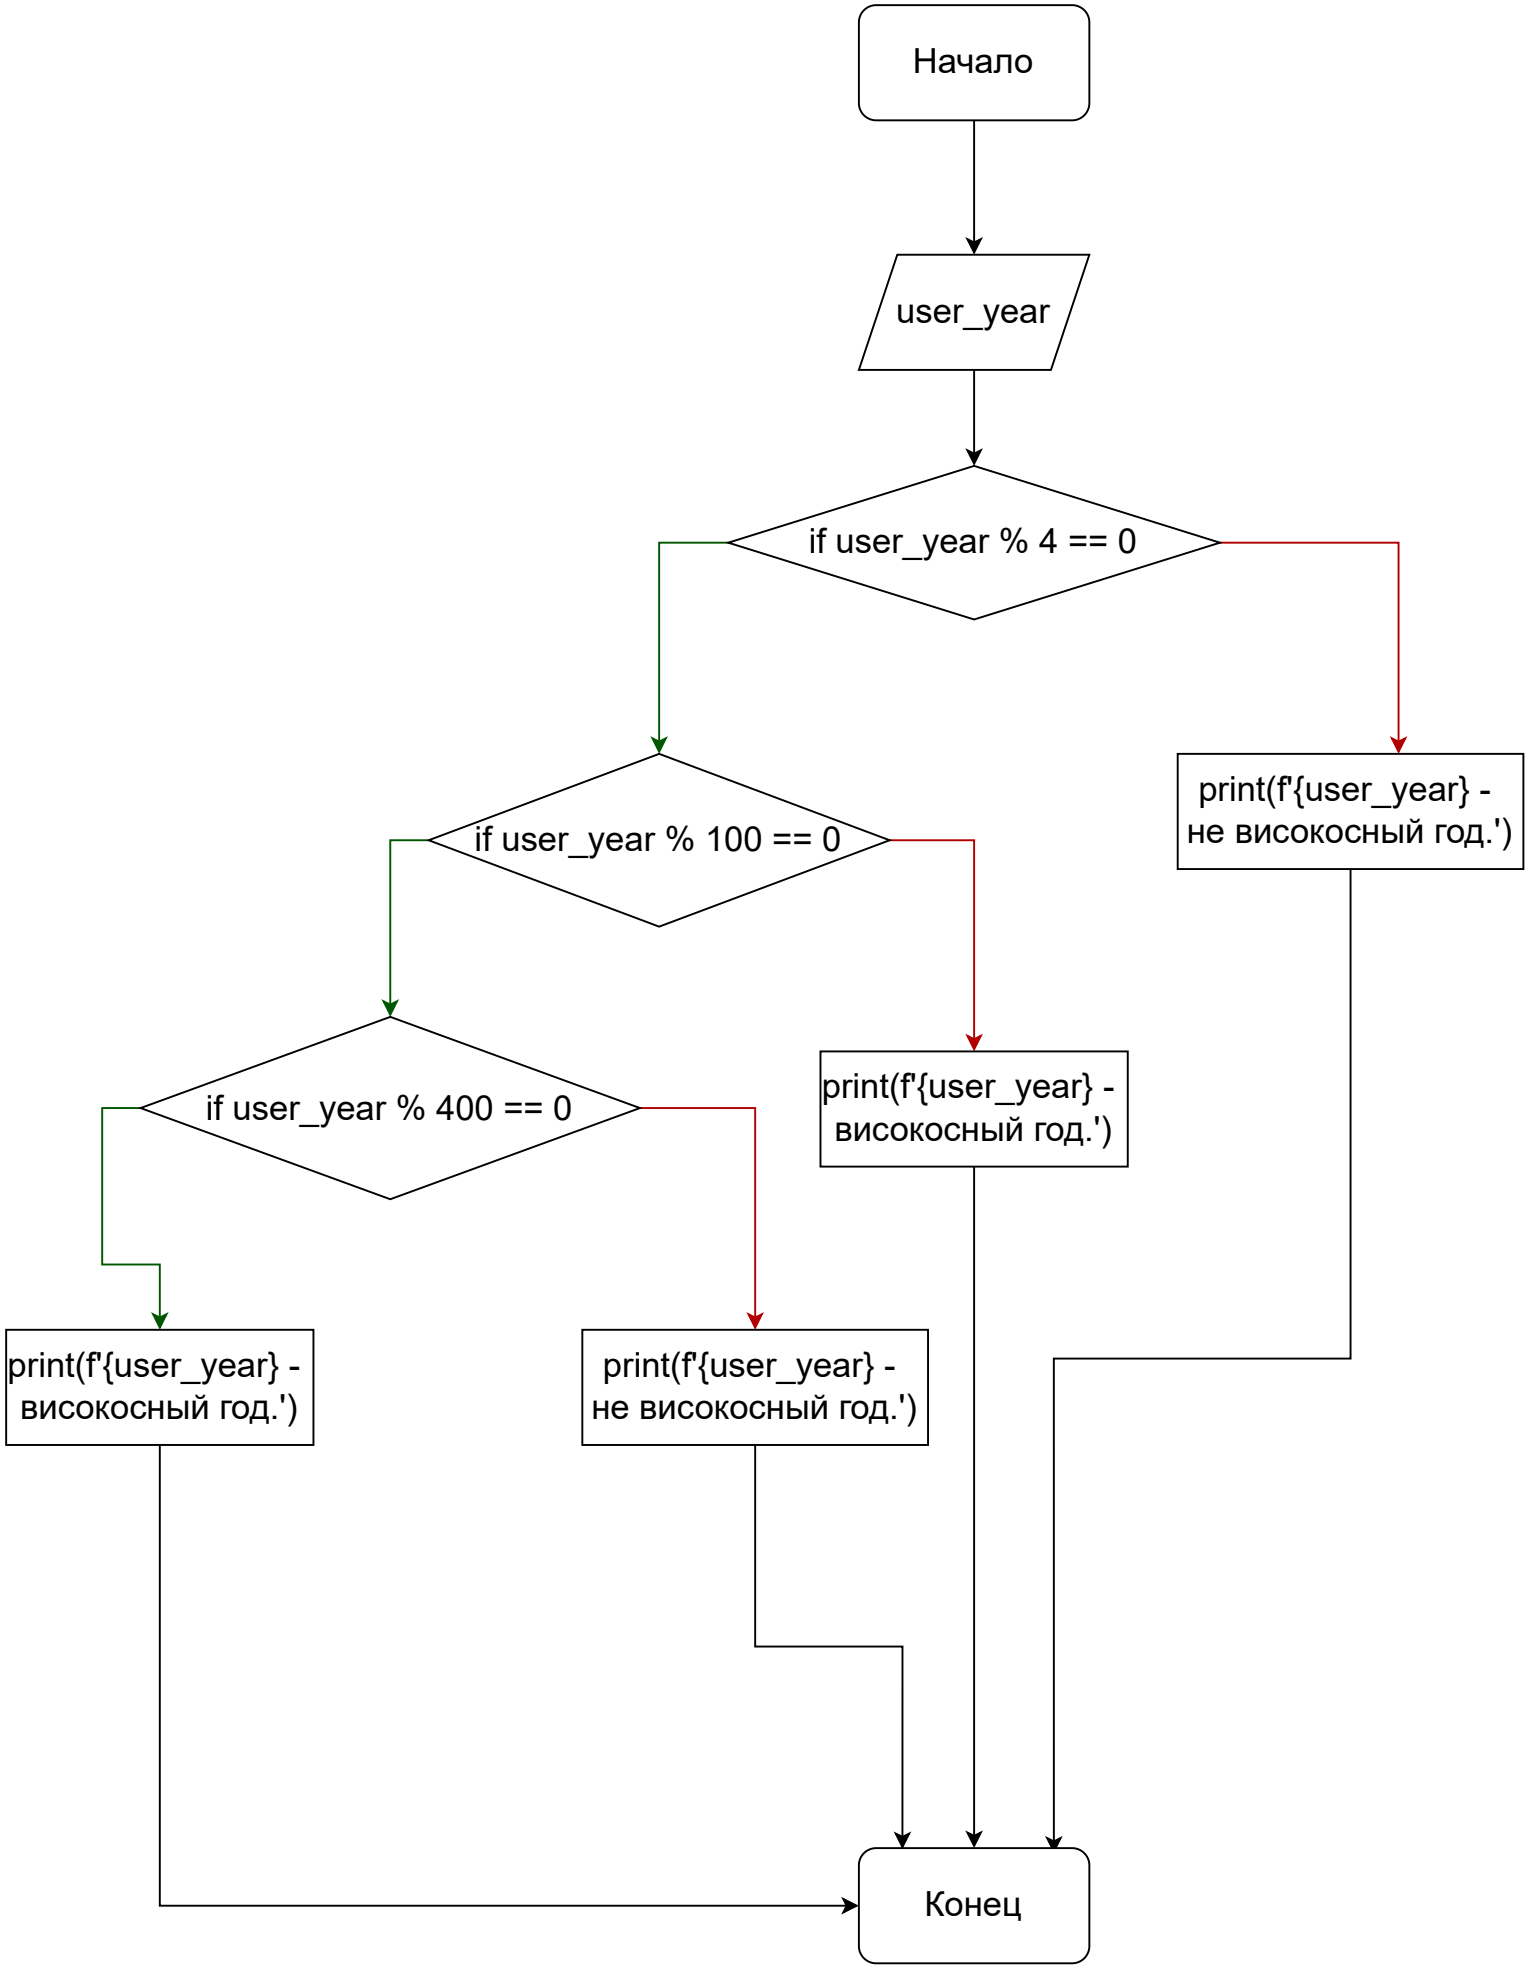 Начало
user_year
if user_year % 4 == 0
print(f'{user_year} -
не високосный год.')
if user_year % 100 == 0
print(f'{user_year} -
високосный год.')
if user_year % 400 == 0
print(f'{user_year} -
високосный год.')
print(f'{user_year} -
не високосный год.')
Конец